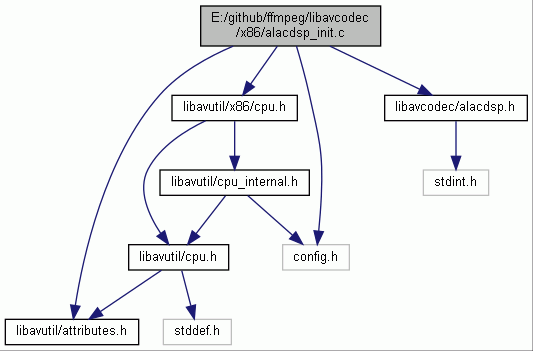 E:/github/ffmpeg/libavcodec
/x86/alacdsp_init.c
libavutil/x86/cpu.h
libavcodec/alacdsp.h
libavutil/cpu_internal.h
stdint.h
libavutil/cpu.h
config.h
libavutil/attributes.h
stddef.h